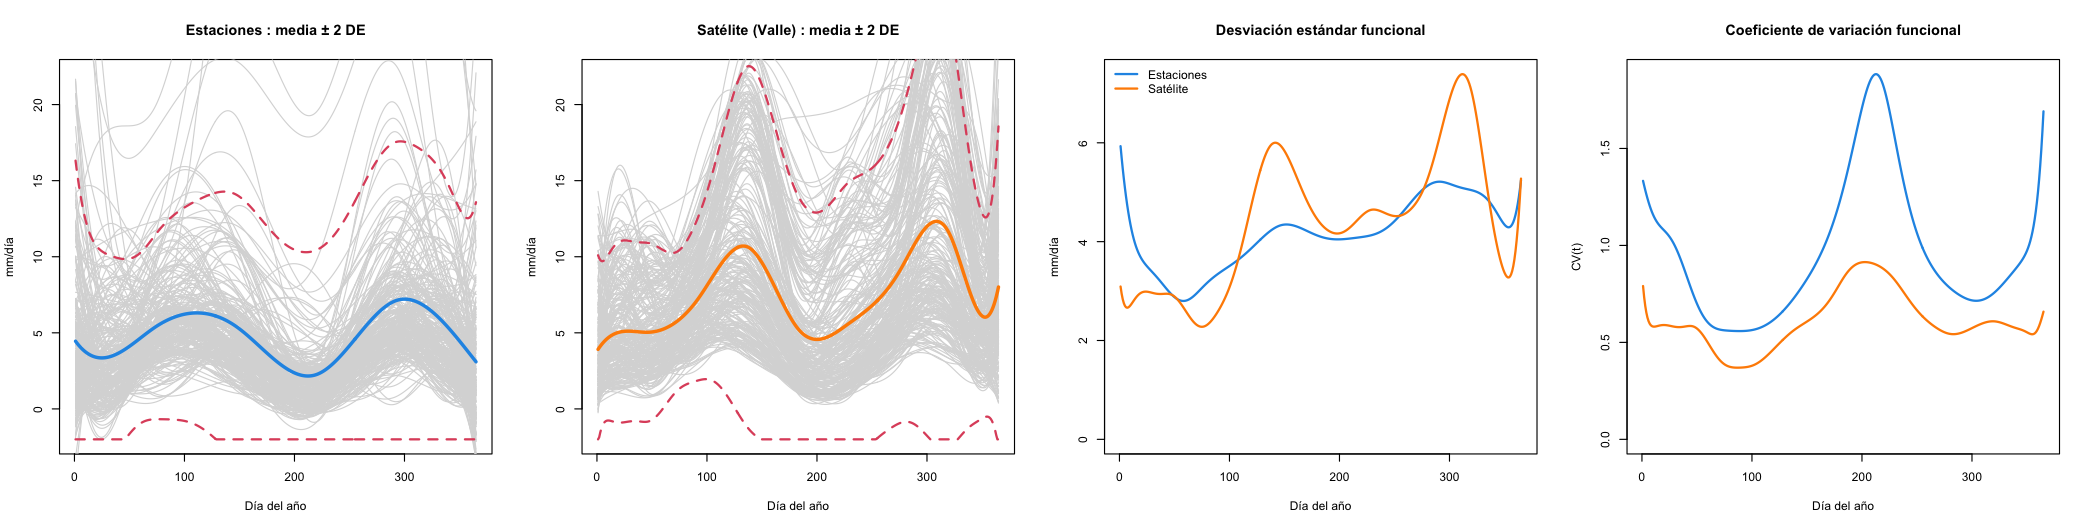 Estaciones : media ± 2 DE
mm/día
20
15
10
5
0
0 100 200 300
Día del año
Satélite (Valle) : media ± 2 DE
mm/día
20
15
10
5
0
0 100 200 300
Día del año
Desviación estándar funcional
Estaciones
Satélite
mm/día
6
4
2
0
0 100 200 300
Día del año
Coeficiente de variación funcional
CV(t)
1.5
1.0
0.5
0.0
0 100 200 300
Día del año